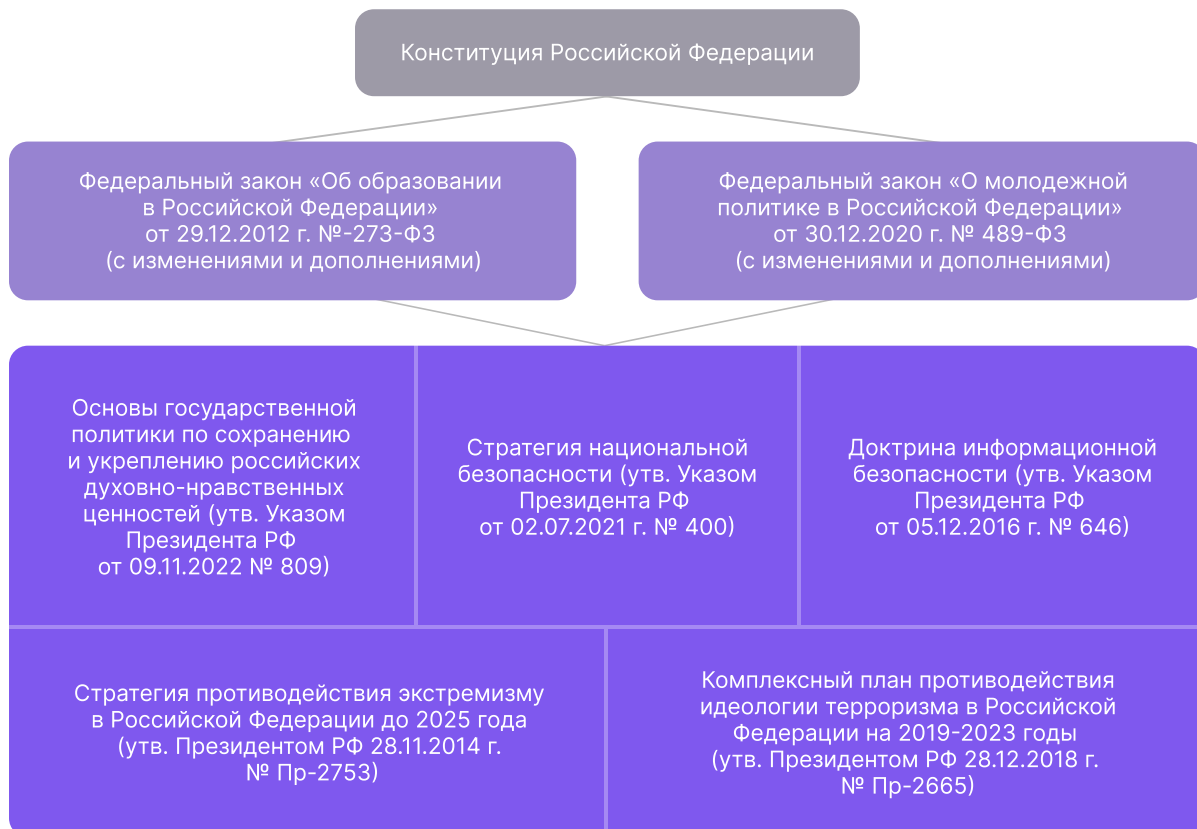 Конституция Российской Федерации
Федеральный закон «Об образовании
в Российской Федерации»
от 29.12.2012 г. №-273-ФЗ
(с изменениями и дополнениями)
Федеральный закон «О молодежной
политике в Российской Федерации»
от 30.12.2020 г. № 489-ФЗ
(с изменениями и дополнениями)
Основы государственной
политики по сохранению
и укреплению российских
духовно-нравственных
ценностей (утв. Указом
Президента РФ
от 09.11.2022 № 809)
Стратегия национальной
безопасности (утв. Указом
Президента РФ
от 02.07.2021 г. № 400)
Доктрина информационной
безопасности (утв. Указом
Президента РФ
от 05.12.2016 г. № 646)
Стратегия противодействия экстремизму
в Российской Федерации до 2025 года
(утв. Президентом РФ 28.11.2014 г.
№ Пр-2753)
Комплексный план противодействия
идеологии терроризма в Российской
Федерации на 2019-2023 годы
(утв. Президентом РФ 28.12.2018 г.
№ Пр-2665)